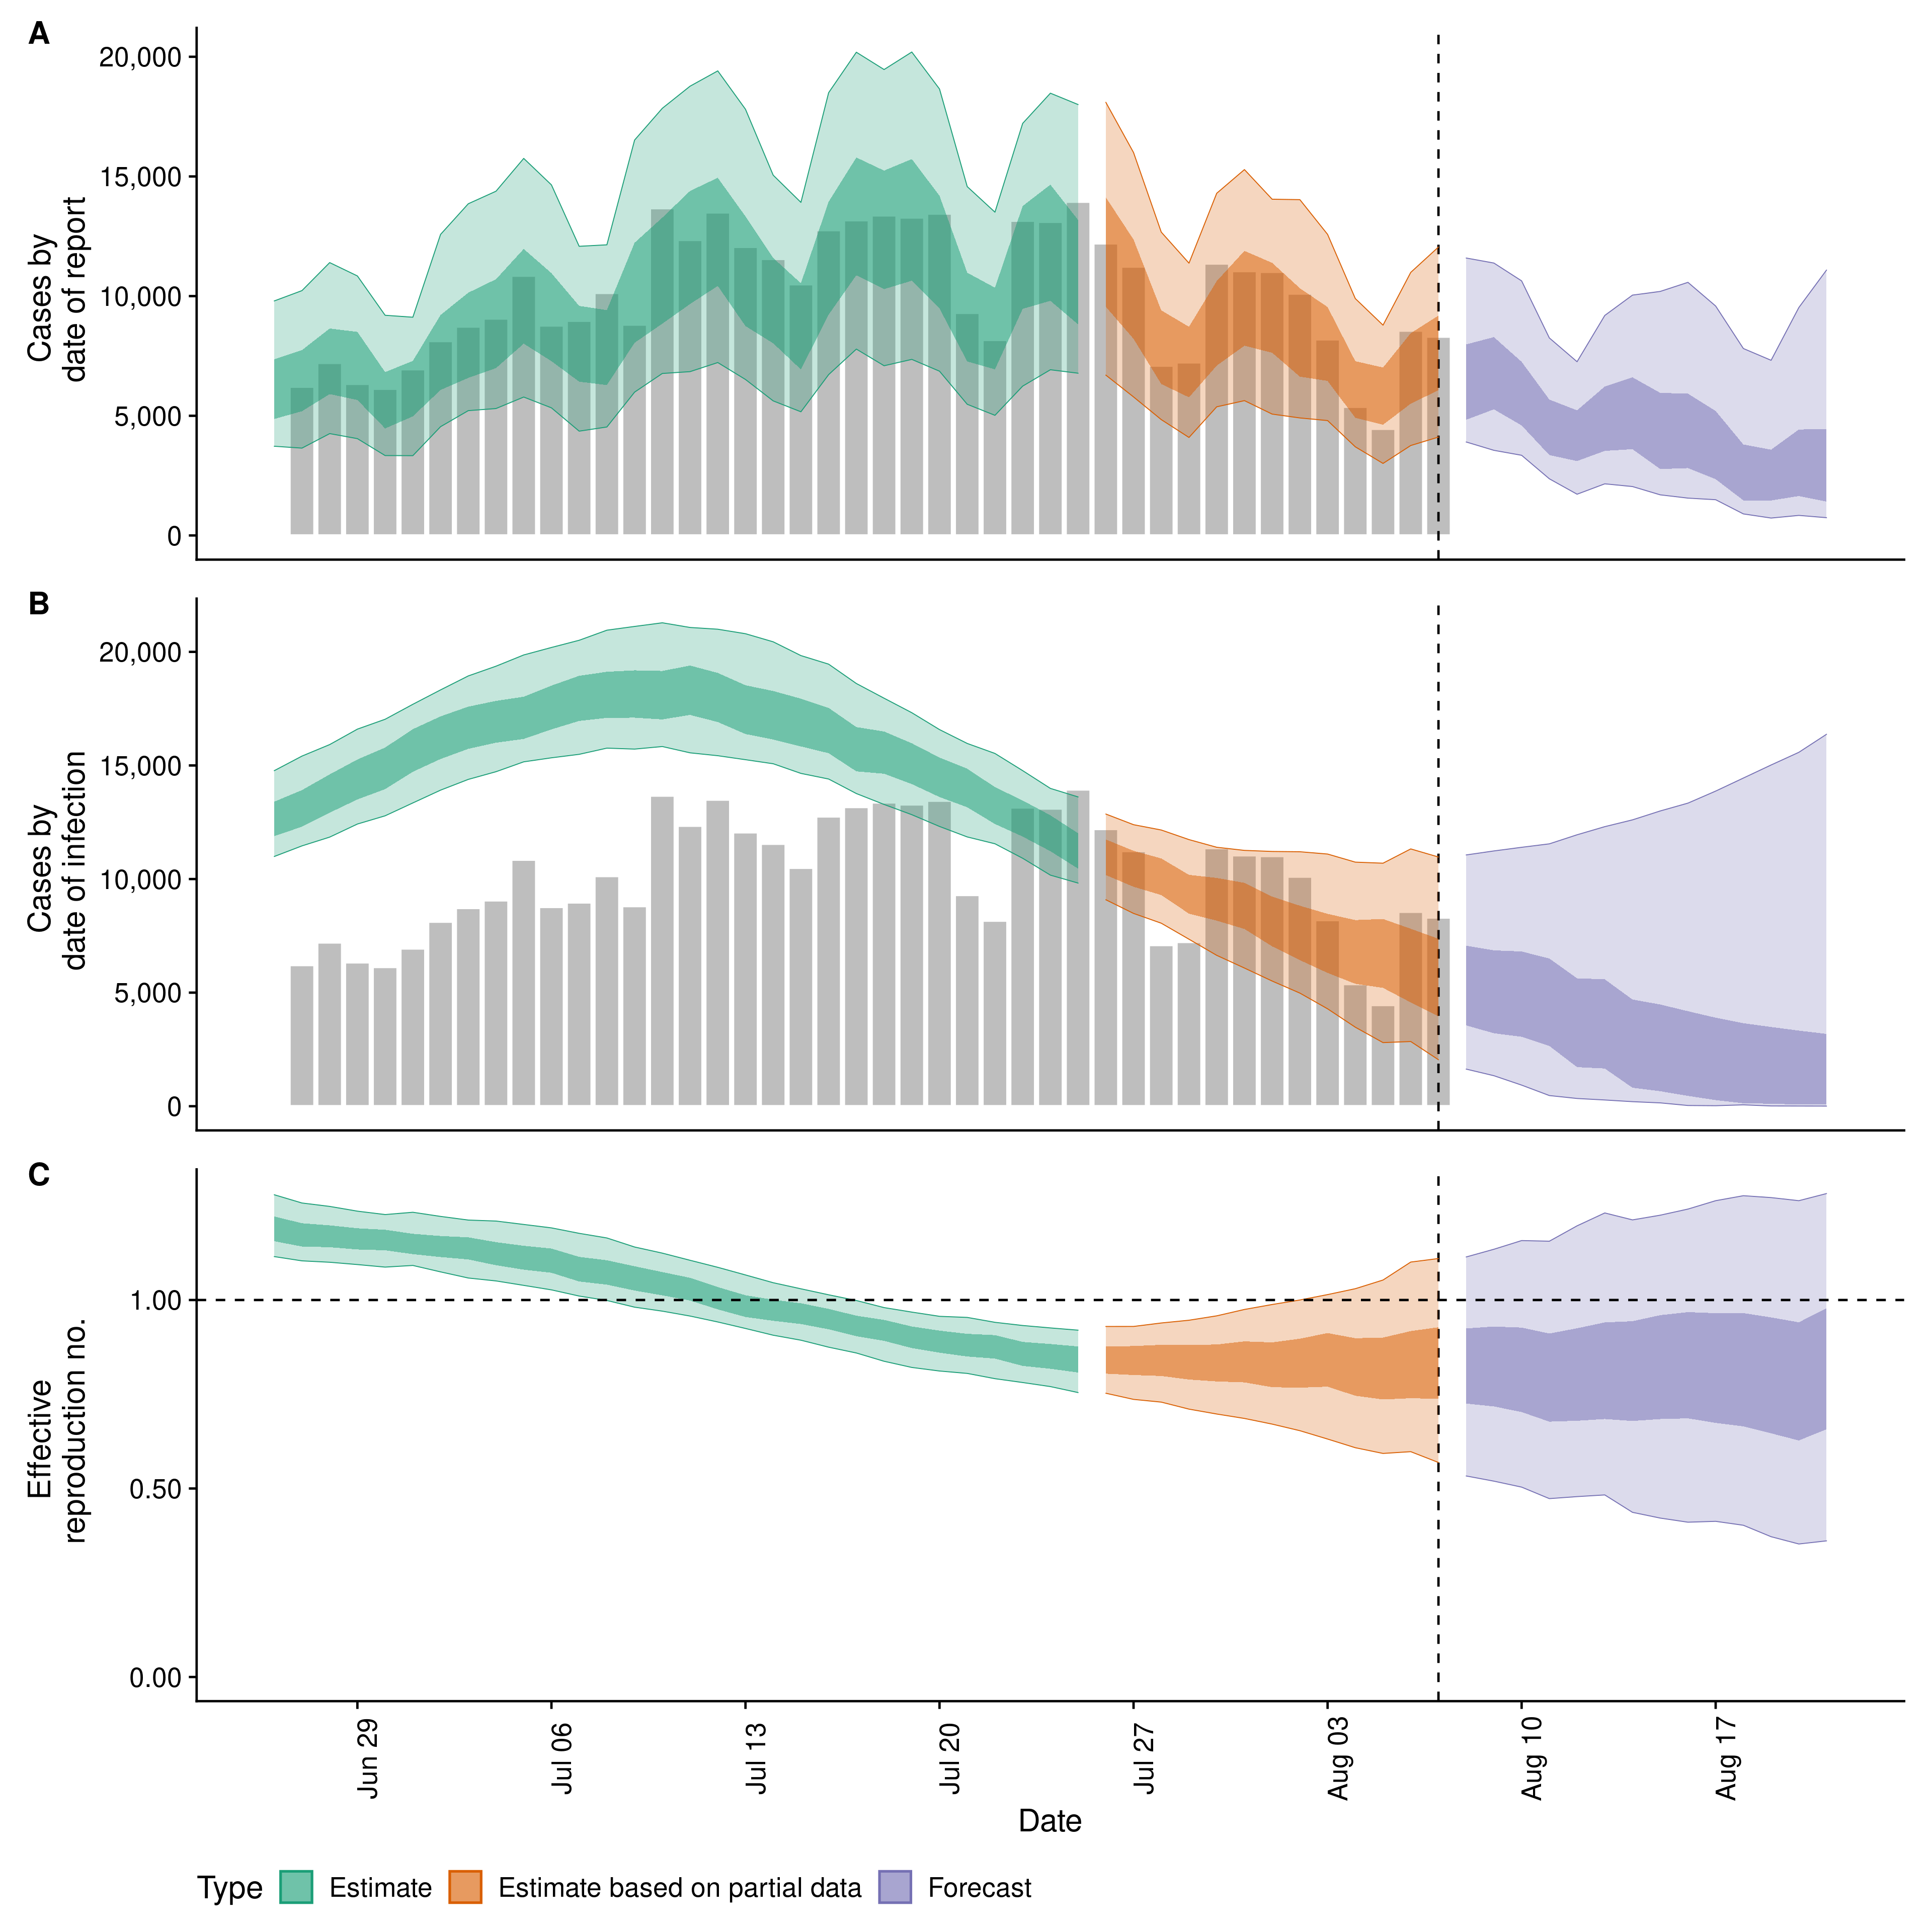 A
20,000
15,000
10,000
5,000
0
Cases by
date of report
B
20,000
15,000
10,000
5,000
0
Cases by
date of infection
C
1.00
0.50
0.00
Effective
reproduction no.
Jun 29
Jul 06
Jul 13
Jul 20
Jul 27
Aug 03
Aug 10
Aug 17
Date
Type Estimate Estimate based on partial data Forecast